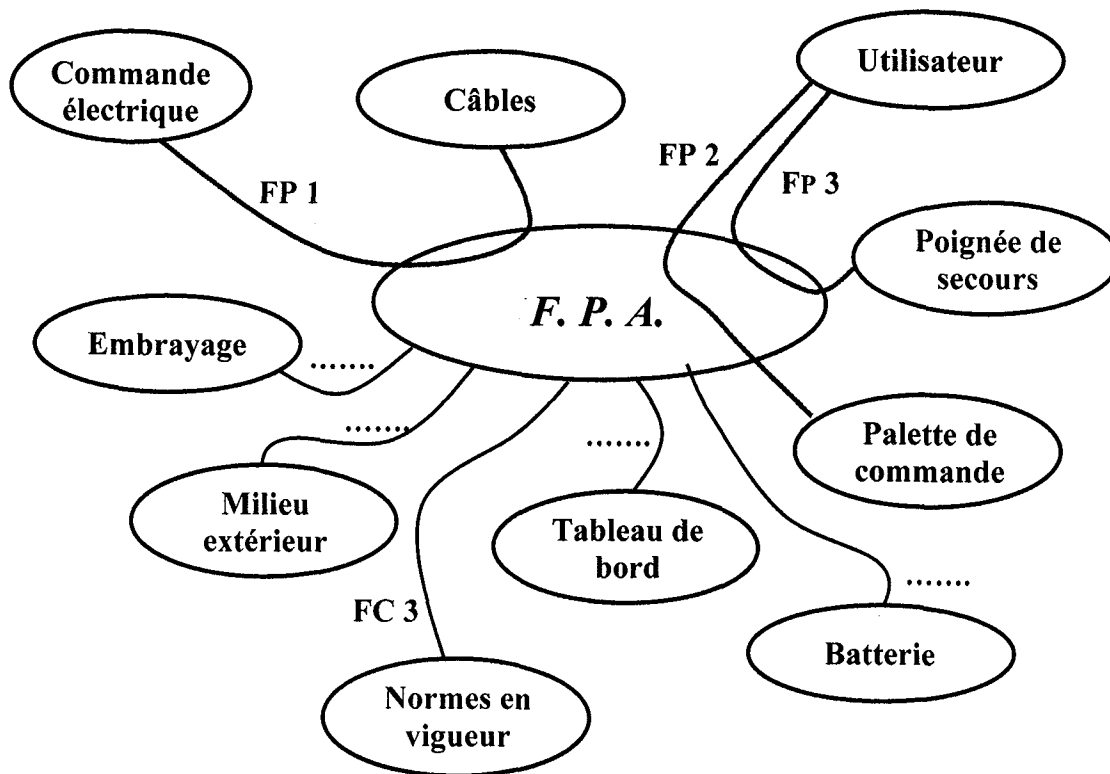 Commande
électrique
Câbles
Utilisateur
FP 1
FP 2
FP 3
Poignée de
secours
F. P. A.
Embrayage
.......
.......
.......
Palette de
commande
Milieu
extérieur
Tableau de
bord
.......
FC 3
Batterie
Normes en
vigueur